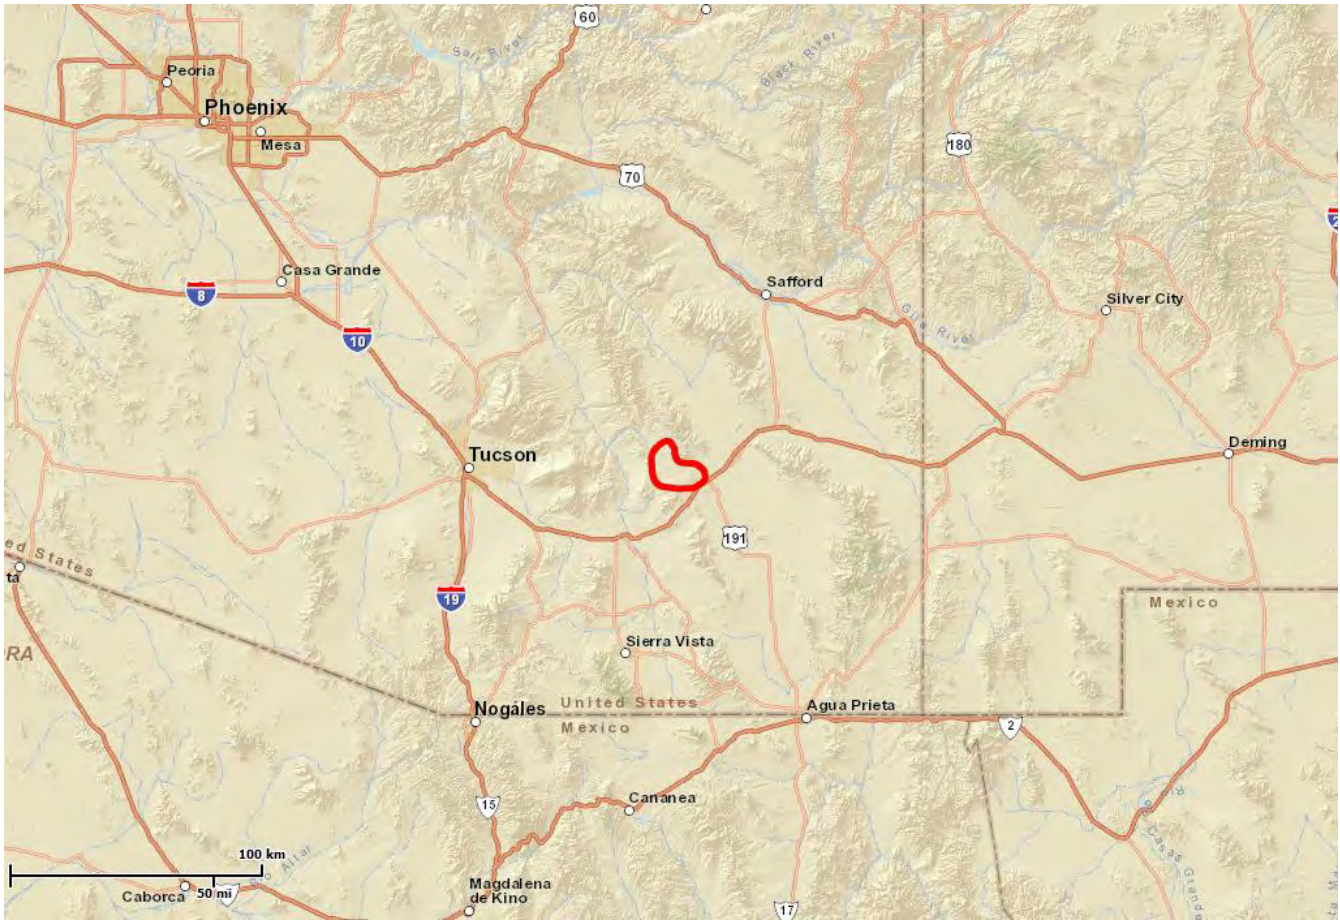 60
Salt River
Black River
Peoria
Phoenix
Mesa
180
70
2
Casa Grande
8
Safford
Silver City
Gila River
10
Tucson
Deming
191
ed States
ta
19
Mexico
RA
Sierra Vista
Nogáles
United States
Mexico
Agua Prieta
2
15
Cananea
100 km
50 mi
Caborca
Magdalena
de Kino
17